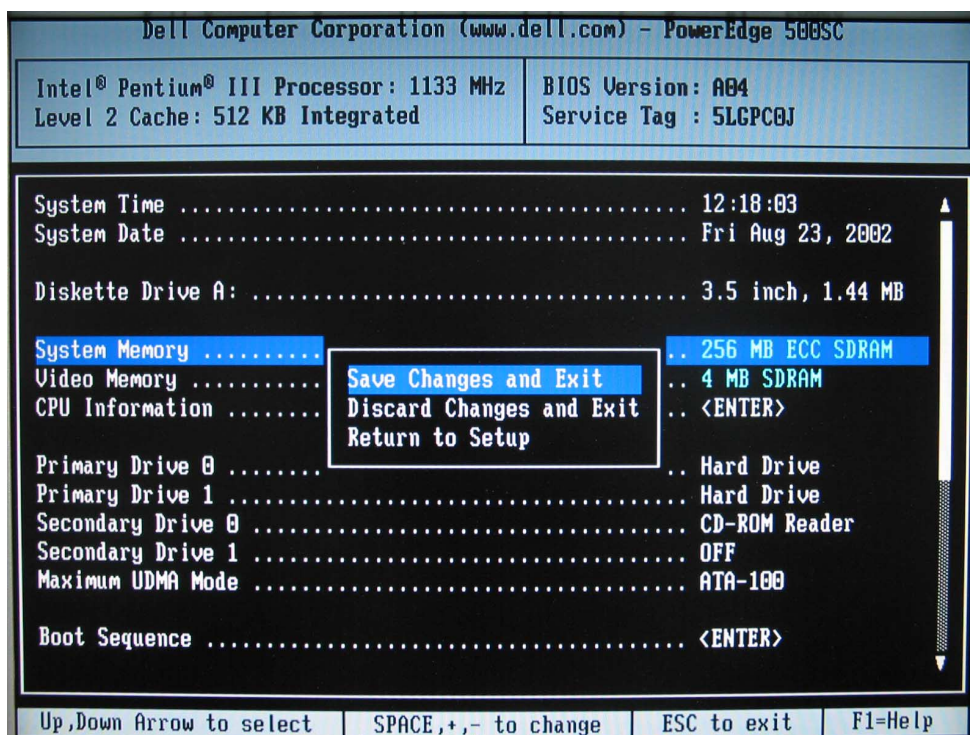 Dell Computer Corporation (www.dell.com) - PowerEdge 500SC
Intel® Pentium® III Processor: 1133 MHz
Level 2 Cache: 512 KB Integrated
BIOS Version: A04
Service Tag : 5LGPC0J
System Time ........................................... 12:18:03
System Date ........................................... Fri Aug 23, 2002
Diskette Drive A: ..................................... 3.5 inch, 1.44 MB
System Memory .......... .. 256 MB ECC SDRAM
Video Memory ........... .. 4 MB SDRAM
CPU Information ........ .. <ENTER>
Save Changes and Exit
Discard Changes and Exit
Return to Setup
Primary Drive 0 ........ .. Hard Drive
Primary Drive 1 ....................................... Hard Drive
Secondary Drive 0 ..................................... CD-ROM Reader
Secondary Drive 1 ..................................... OFF
Maximum UDMA Mode ..................................... ATA-100
Boot Sequence ......................................... <ENTER>
Up,Down Arrow to select
SPACE,+,- to change
ESC to exit
F1=Help